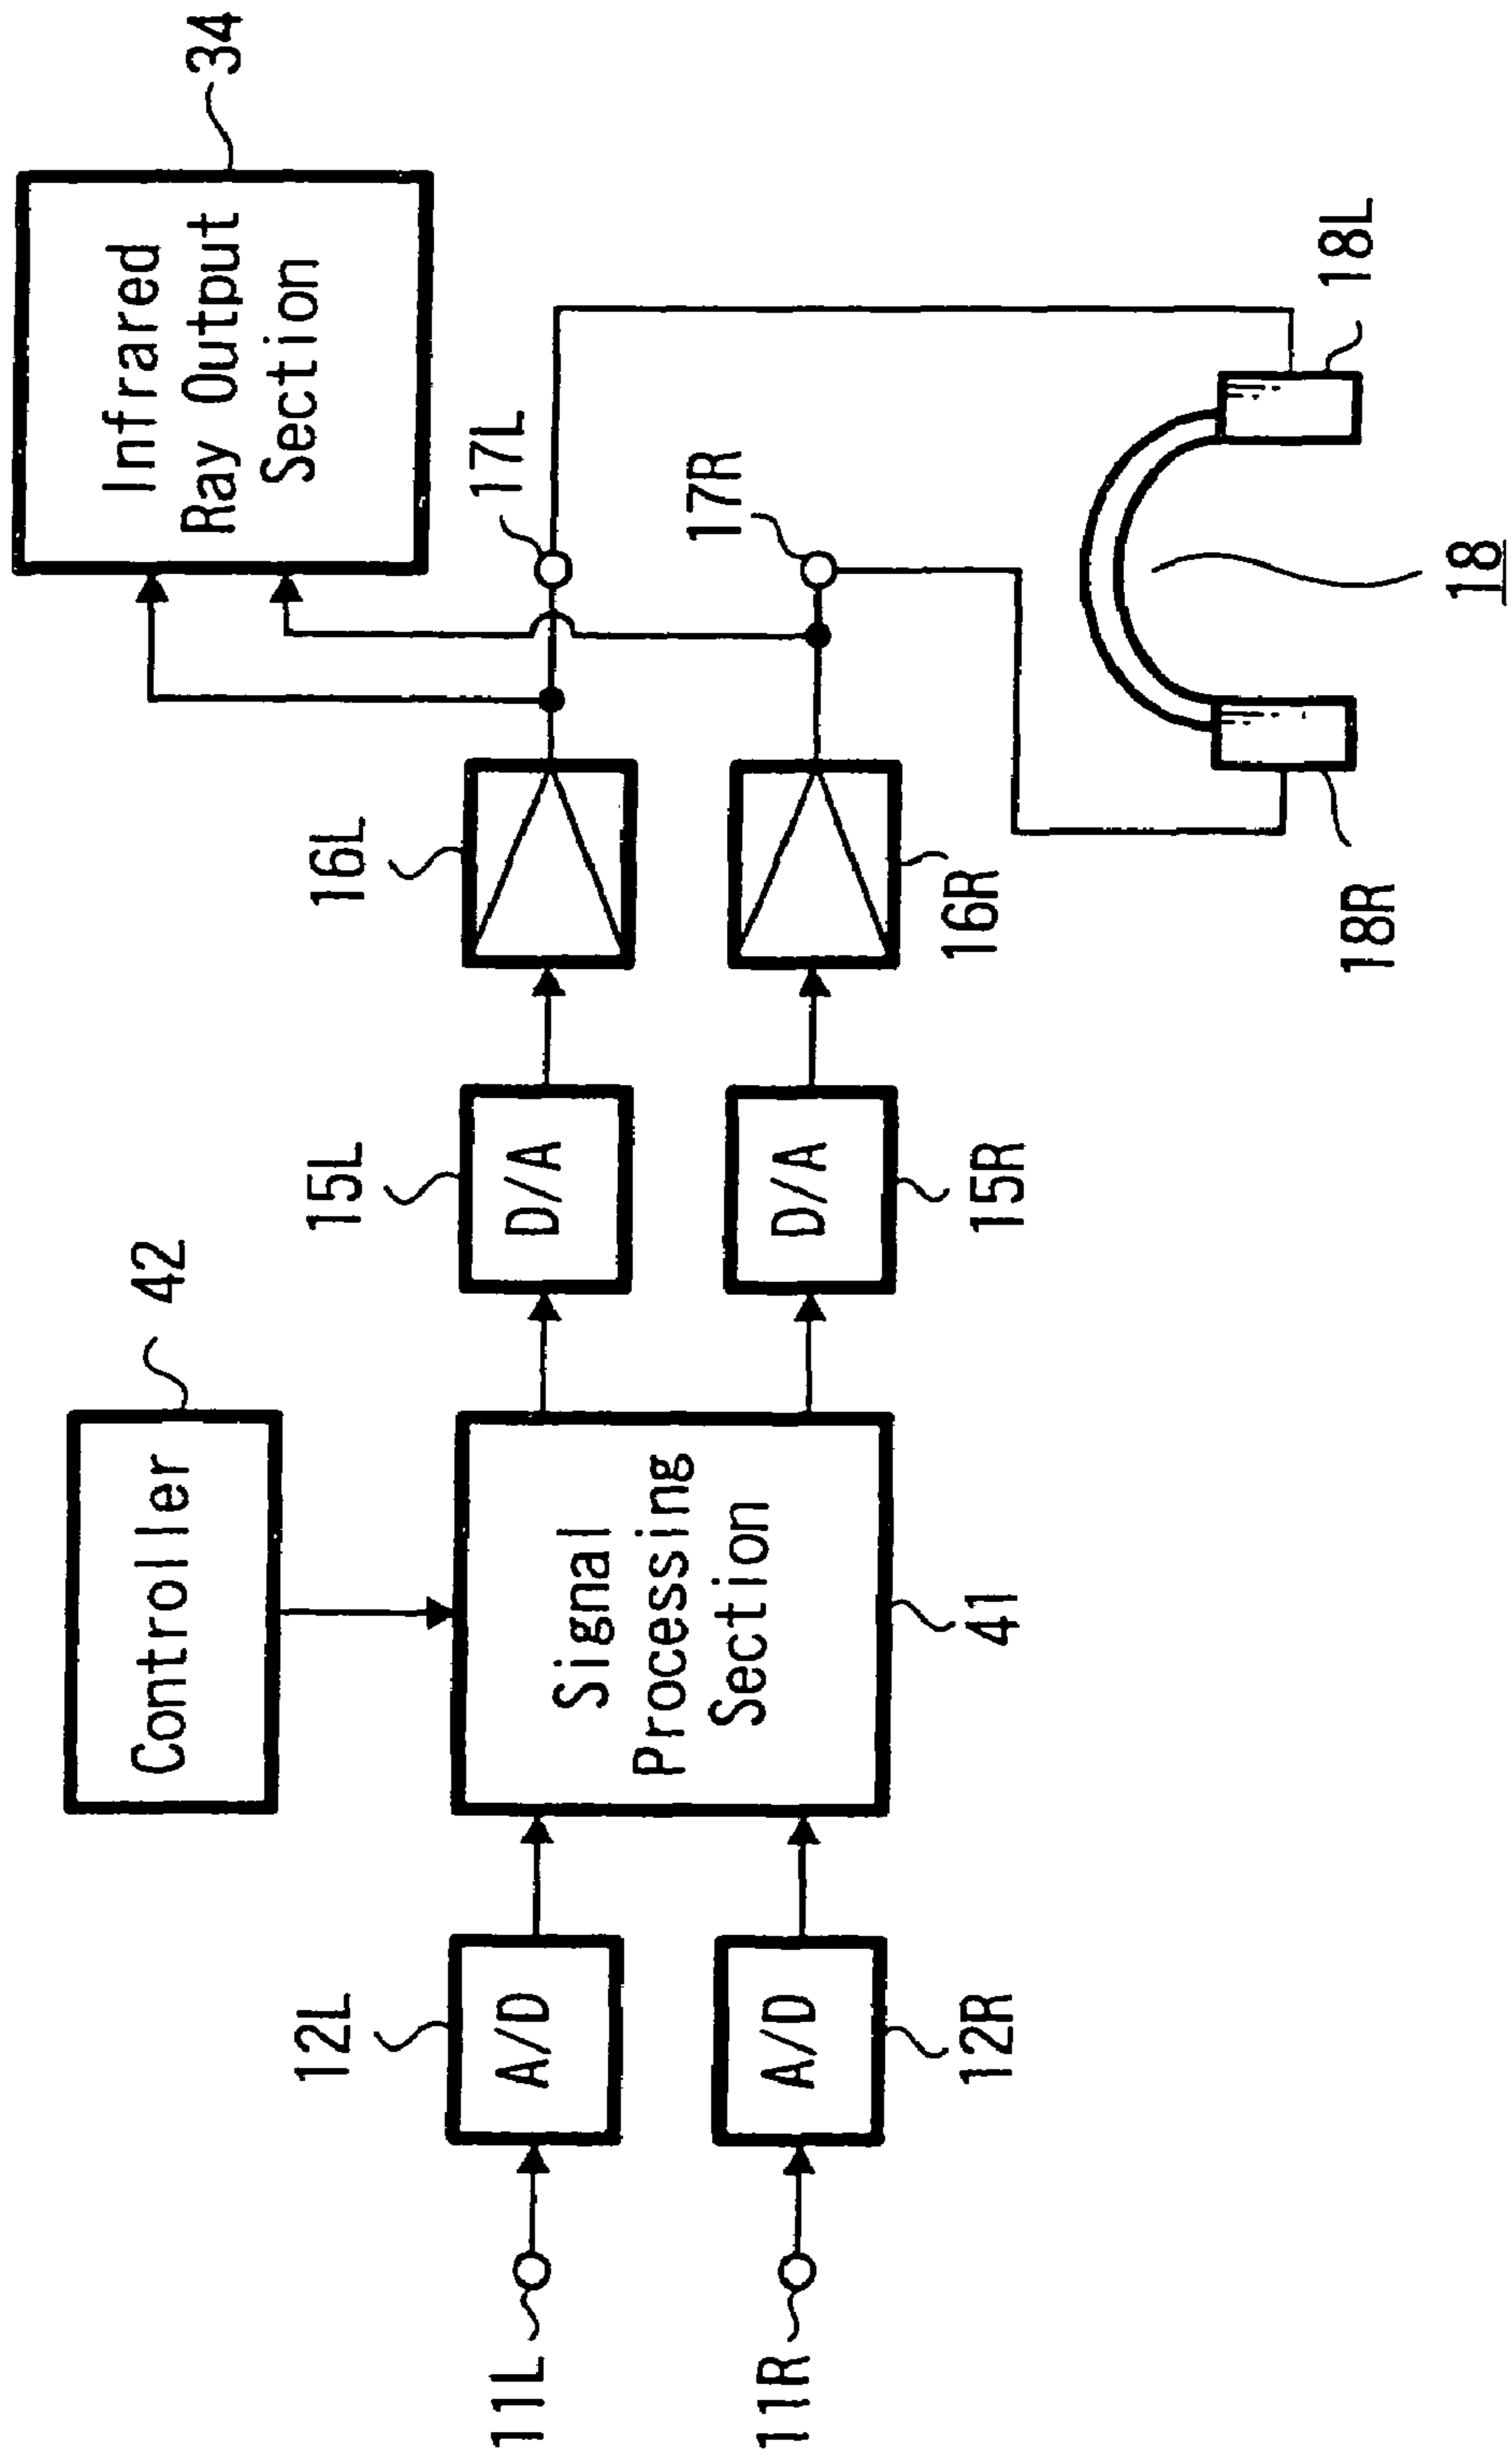 Controller
42
Infrared
Ray Output
Section
34
11L
12L
A/D
Signal
Processing
Section
41
15L
D/A
16L
17L
11R
12R
A/D
15R
D/A
16R
17R
18R
18
18L